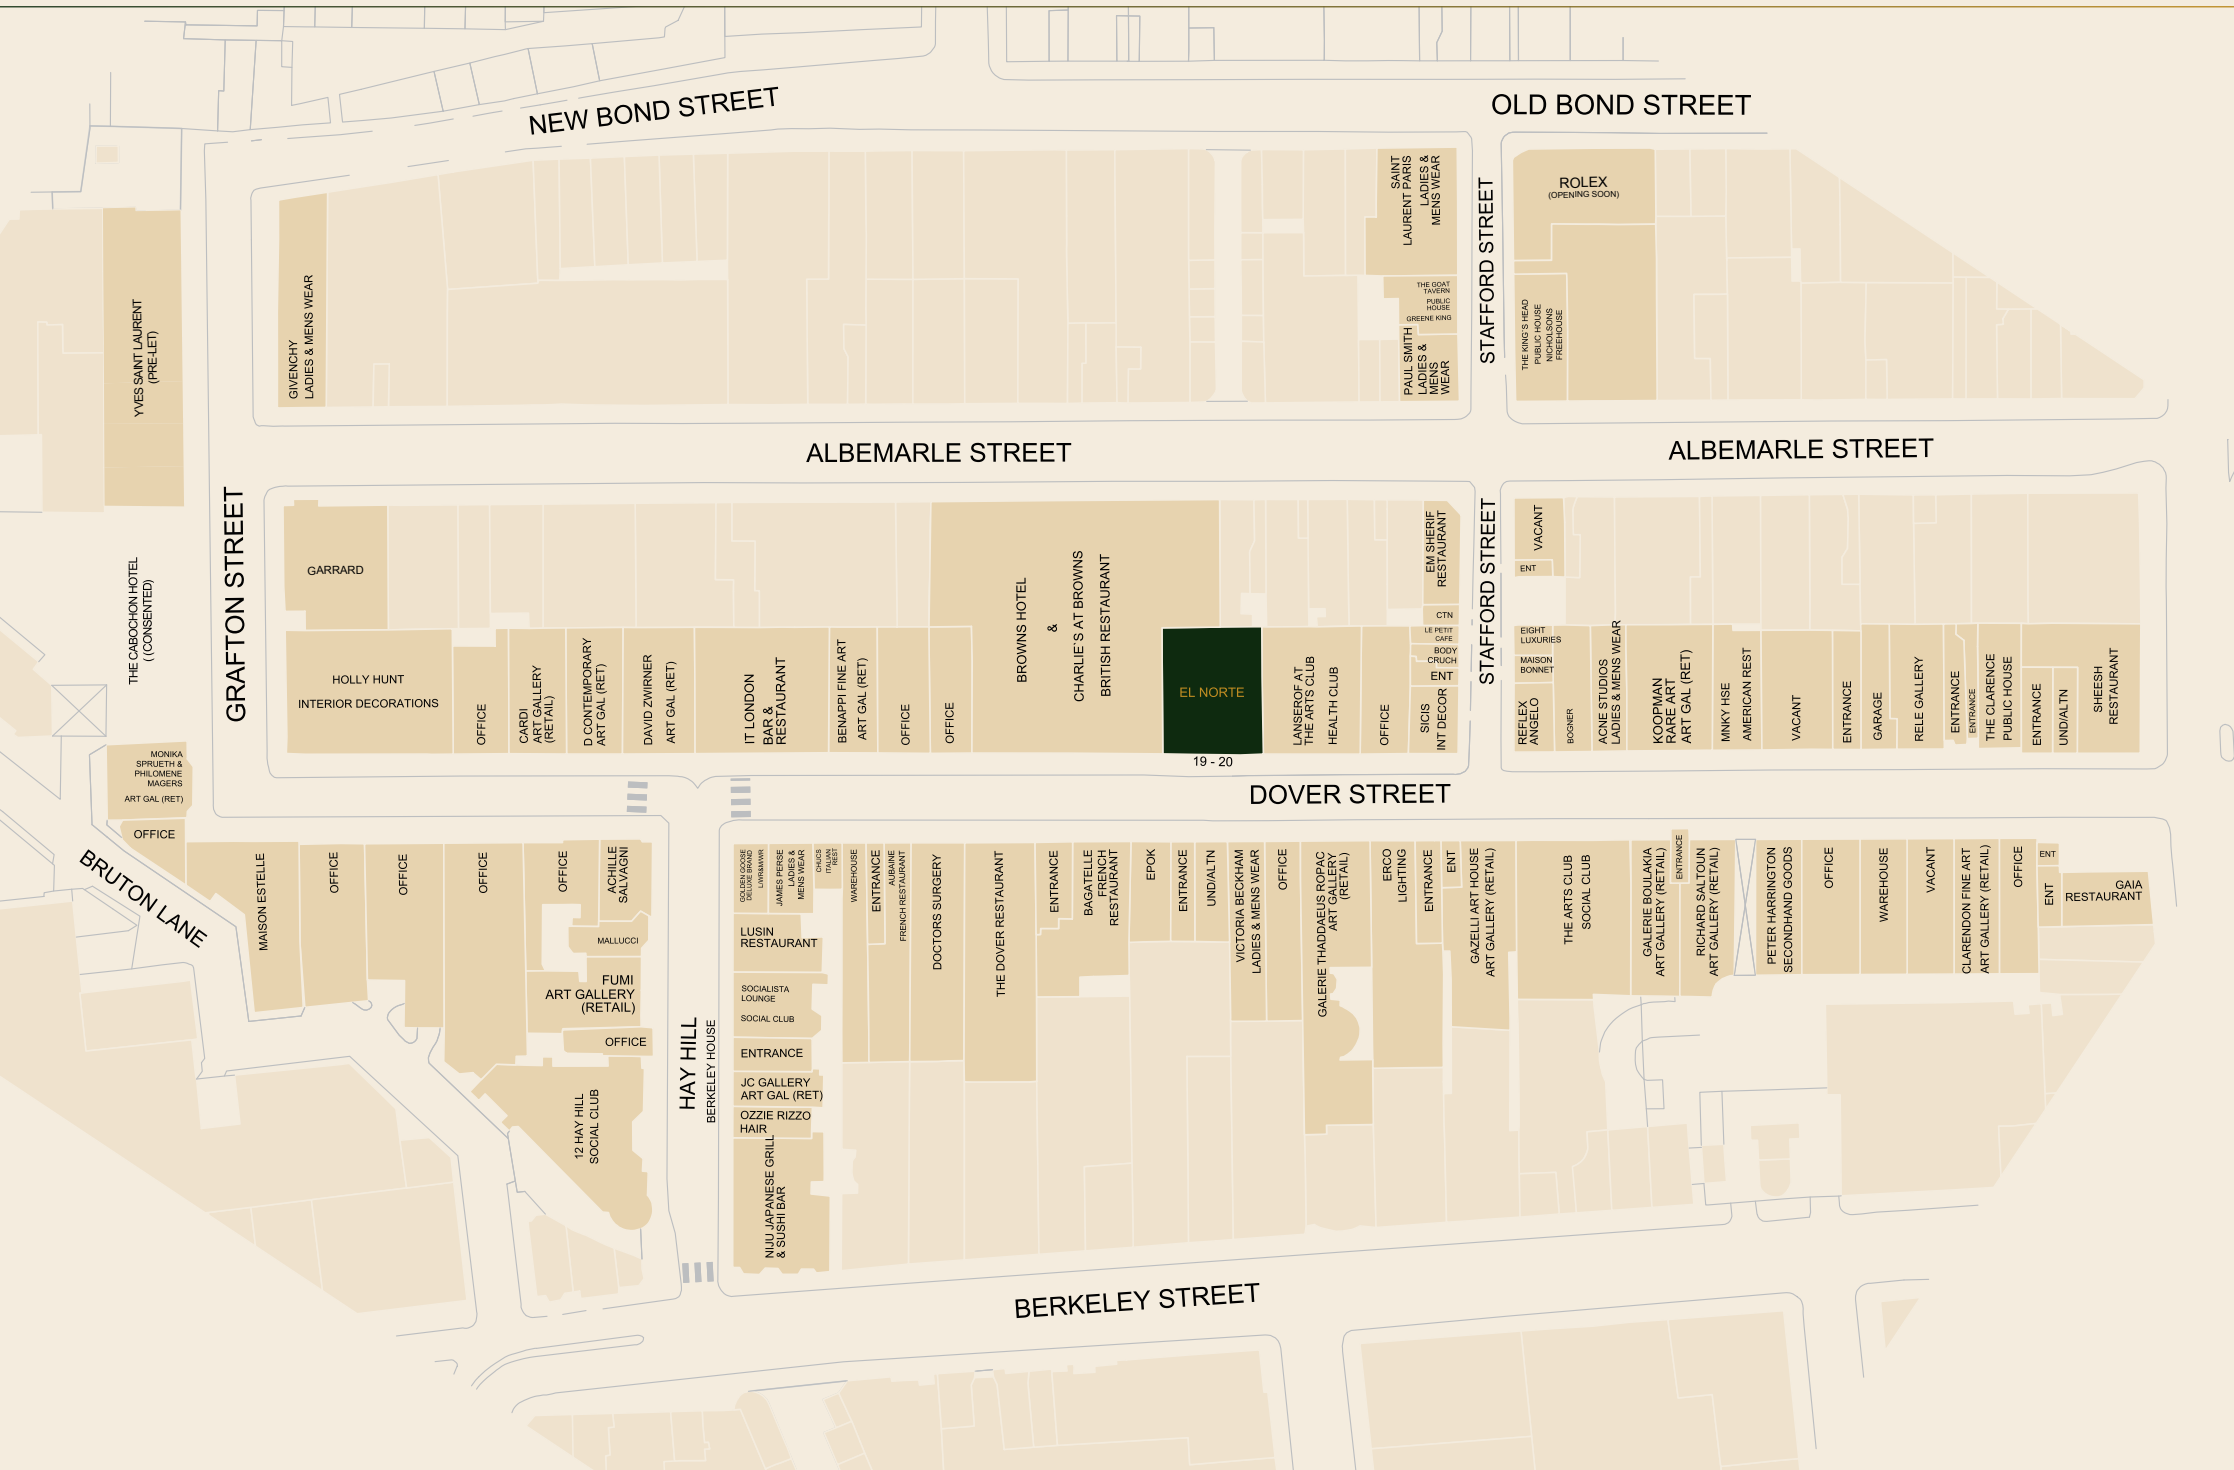 NEW BOND STREET
OLD BOND STREET
SAINT
LAURENT PARIS
LADIES &
MENS WEAR
STAFFORD STREET
ROLEX
(OPENING SOON)
THE GOAT
TAVERN
PUBLIC
HOUSE
GREENE KING
PAUL SMITH
LADIES &
MENS
WEAR
THE KING'S HEAD
PUBLIC HOUSE
NICHOLSONS
FREEHOUSE
GIVENCHY
LADIES & MENS WEAR
YVES SAINT LAURENT
(PRE-LET)
ALBEMARLE STREET
ALBEMARLE STREET
GRAFTON STREET
THE CABOCHON HOTEL
( (CONSENTED)
GARRARD
HOLLY HUNT
INTERIOR DECORATIONS
OFFICE
CARDI
ART GALLERY
(RETAIL)
D CONTEMPORARY
ART GAL (RET)
DAVID ZWIRNER
ART GAL (RET)
IT LONDON
BAR &
RESTAURANT
BENAPPI FINE ART
ART GAL (RET)
OFFICE
OFFICE
BROWNS HOTEL
&
CHARLIE`S AT BROWNS
BRITISH RESTAURANT
EL NORTE
19 - 20
LANSEROF AT
THE ARTS CLUB
HEALTH CLUB
OFFICE
EM SHERIF
RESTAURANT
CTN
LE PETIT
CAFE
BODY
CRUCH
ENT
SICIS
INT DECOR
STAFFORD STREET
VACANT
ENT
EIGHT
LUXURIES
MAISON
BONNET
REFLEX
ANGELO
BOGNER
ACNE STUDIOS
LADIES & MENS WEAR
KOOPMAN
RARE ART
ART GAL (RET)
MNKY HSE
AMERICAN REST
VACANT
ENTRANCE
GARAGE
RELE GALLERY
ENTRANCE
ENTRANCE
THE CLARENCE
PUBLIC HOUSE
ENTRANCE
UND/ALTN
SHEESH
RESTAURANT
DOVER STREET
MONIKA
SPRUETH &
PHILOMENE
MAGERS
ART GAL (RET)
OFFICE
BRUTON LANE
MAISON ESTELLE
OFFICE
OFFICE
OFFICE
OFFICE
ACHILLE
SALVAGNI
MALLUCCI
FUMI
ART GALLERY
(RETAIL)
OFFICE
12 HAY HILL
SOCIAL CLUB
HAY HILL
BERKELEY HOUSE
GOLDEN GOOSE
DELUXE BRAND
L/WR&M/WR
JAMES PERSE
LADIES &
MENS WEAR
CHUCS
ITALIAN
REST
LUSIN
RESTAURANT
SOCIALISTA
LOUNGE
SOCIAL CLUB
ENTRANCE
JC GALLERY
ART GAL (RET)
OZZIE RIZZO
HAIR
NIJU JAPANESE GRILL
& SUSHI BAR
WAREHOUSE
ENTRANCE
AUBAINE
FRENCH RESTAURANT
DOCTORS SURGERY
THE DOVER RESTAURANT
ENTRANCE
BAGATELLE
FRENCH
RESTAURANT
EPOK
ENTRANCE
UND/ALTN
VICTORIA BECKHAM
LADIES & MENS WEAR
OFFICE
GALERIE THADDAEUS ROPAC
ART GALLERY
(RETAIL)
ERCO
LIGHTING
ENTRANCE
ENT
GAZELLI ART HOUSE
ART GALLERY (RETAIL)
THE ARTS CLUB
SOCIAL CLUB
GALERIE BOULAKIA
ART GALLERY (RETAIL)
ENTRANCE
RICHARD SALTOUN
ART GALLERY (RETAIL)
PETER HARRINGTON
SECONDHAND GOODS
OFFICE
WAREHOUSE
VACANT
CLARENDON FINE ART
ART GALLERY (RETAIL)
OFFICE
ENT
ENT
GAIA
RESTAURANT
BERKELEY STREET